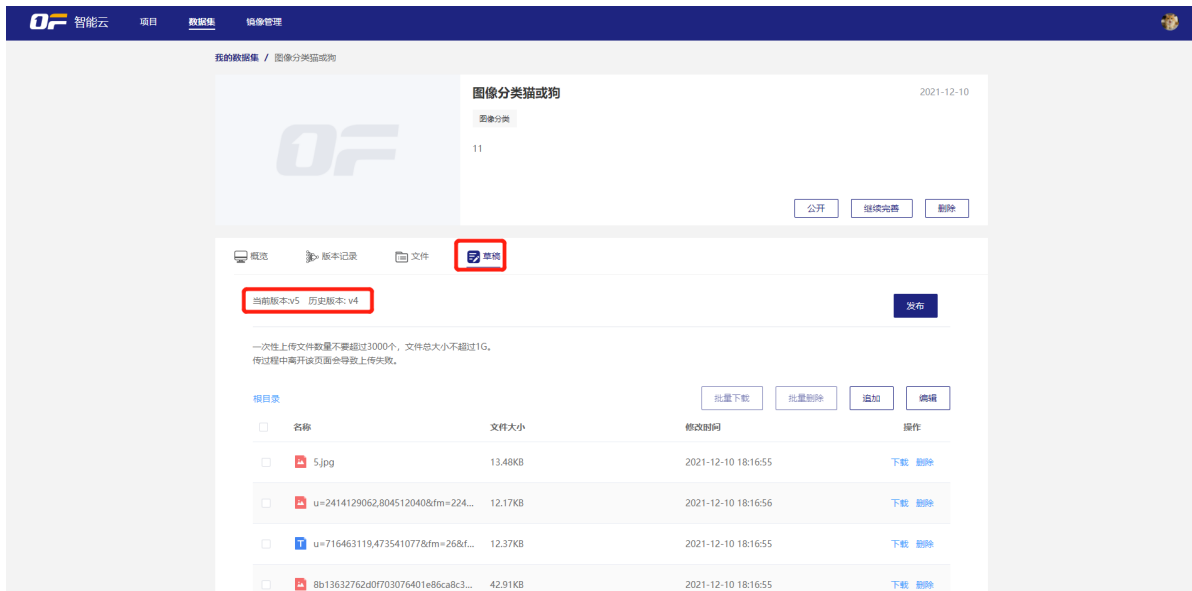 OF 智能云 项目 数据集 镜像管理
我的数据集 / 图像分类猫或狗
OF
图像分类猫或狗 2021-12-10
图像分类
11
公开 继续完善 删除
概览 版本记录 文件 草稿
当前版本:v5 历史版本: v4 发布
一次性上传文件数量不要超过3000个，文件总大小不超过1G。
传过程中离开该页面会导致上传失败。
根目录 批量下载 批量删除 追加 编辑
名称 文件大小 修改时间 操作
5.jpg 13.48KB 2021-12-10 18:16:55 下载 删除
u=2414129062,804512040&fm=224... 12.17KB 2021-12-10 18:16:56 下载 删除
T u=716463119,473541077&fm=26&f... 12.37KB 2021-12-10 18:16:55 下载 删除
8b13632762d0f703076401e86ca8c3... 42.91KB 2021-12-10 18:16:55 下载 删除